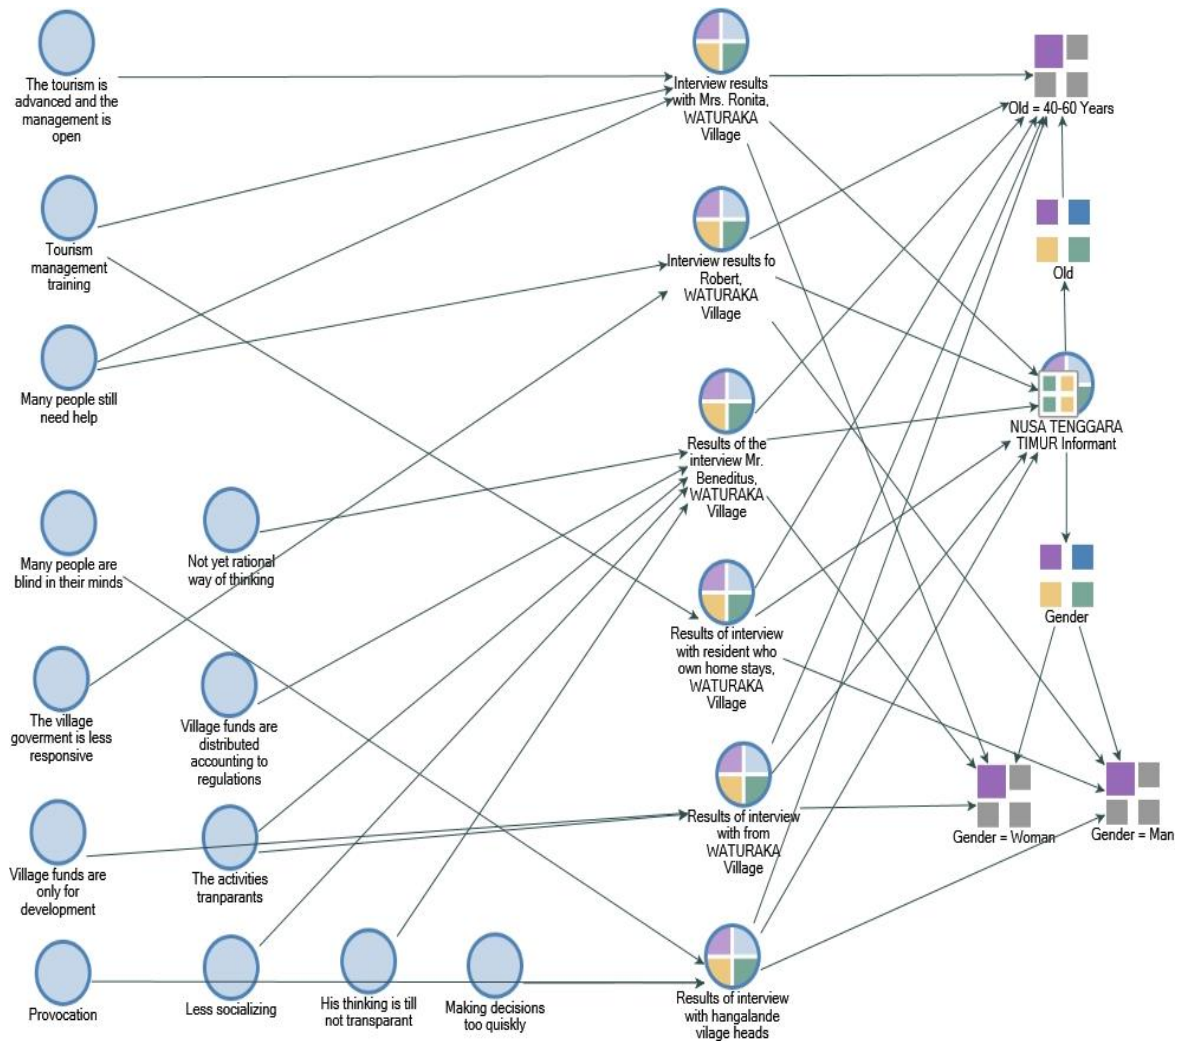 The tourism is
advanced and the
management is
open
Interview results
with Mrs. Ronita,
WATURAKA
Village
Old = 40-60 Years
Tourism
management
training
Interview results fo
Robert,
WATURAKA
Village
Old
Many people still
need help
Results of the
interview Mr.
Beneditus,
WATURAKA
Village
NUSA TENGGARA
TIMUR Informant
Many people are
blind in their minds
Not yet rational
way of thinking
Results of interview
with resident who
own home stays,
WATURAKA
Village
Gender
The village
goverment is less
responsive
Village funds are
distributed
accounting to
regulations
Results of interview
with from
WATURAKA
Village
Gender = Woman
Gender = Man
Village funds are
only for
development
The activities
tranparants
Provocation
Less socializing
His thinking is till
not transparant
Making decisions
too quiskly
Results of interview
with hangalande
vilage heads